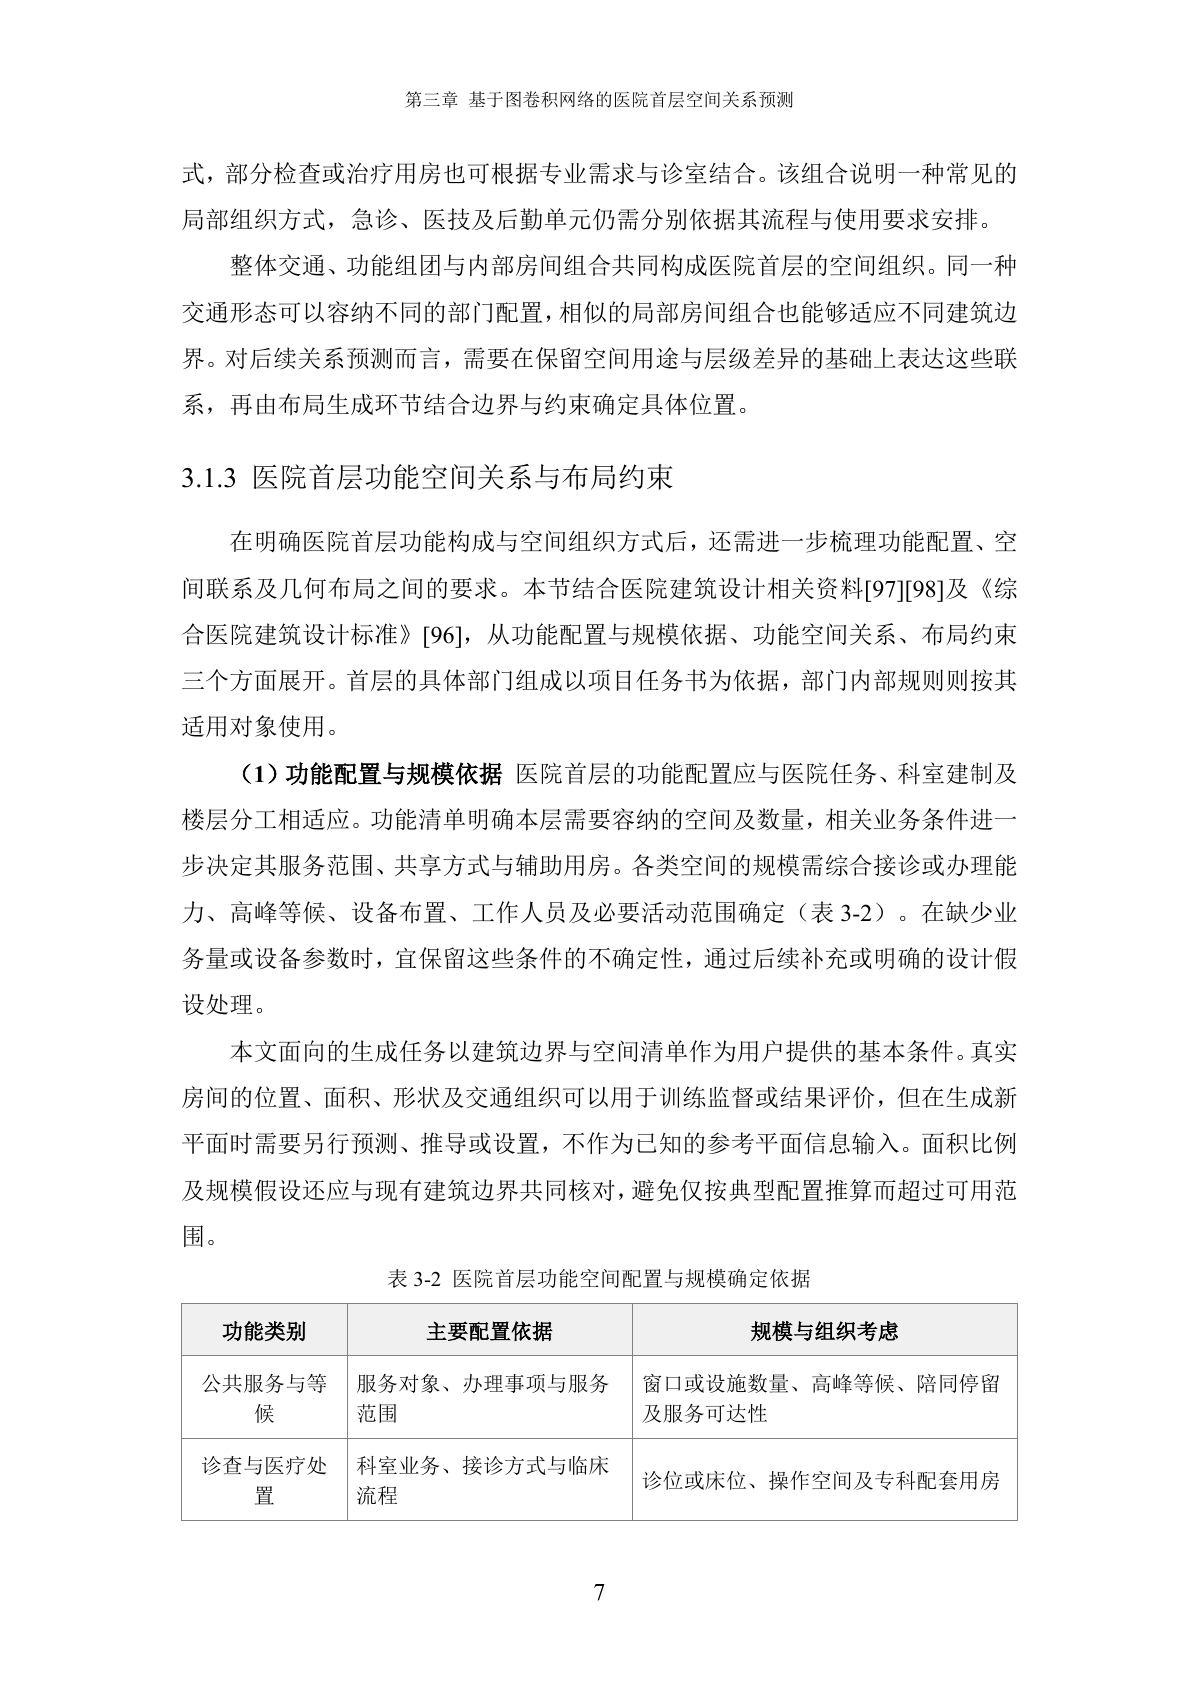 第三章 基于图卷积网络的医院首层空间关系预测
式，部分检查或治疗用房也可根据专业需求与诊室结合。该组合说明一种常见的
局部组织方式，急诊、医技及后勤单元仍需分别依据其流程与使用要求安排。
整体交通、功能组团与内部房间组合共同构成医院首层的空间组织。同一种
交通形态可以容纳不同的部门配置，相似的局部房间组合也能够适应不同建筑边
界。对后续关系预测而言，需要在保留空间用途与层级差异的基础上表达这些联
系，再由布局生成环节结合边界与约束确定具体位置。
3.1.3 医院首层功能空间关系与布局约束
在明确医院首层功能构成与空间组织方式后，还需进一步梳理功能配置、空
间联系及几何布局之间的要求。本节结合医院建筑设计相关资料[97][98]及《综
合医院建筑设计标准》[96]，从功能配置与规模依据、功能空间关系、布局约束
三个方面展开。首层的具体部门组成以项目任务书为依据，部门内部规则则按其
适用对象使用。
（1）功能配置与规模依据 医院首层的功能配置应与医院任务、科室建制及
楼层分工相适应。功能清单明确本层需要容纳的空间及数量，相关业务条件进一
步决定其服务范围、共享方式与辅助用房。各类空间的规模需综合接诊或办理能
力、高峰等候、设备布置、工作人员及必要活动范围确定（表 3-2）。在缺少业
务量或设备参数时，宜保留这些条件的不确定性，通过后续补充或明确的设计假
设处理。
本文面向的生成任务以建筑边界与空间清单作为用户提供的基本条件。真实
房间的位置、面积、形状及交通组织可以用于训练监督或结果评价，但在生成新
平面时需要另行预测、推导或设置，不作为已知的参考平面信息输入。面积比例
及规模假设还应与现有建筑边界共同核对，避免仅按典型配置推算而超过可用范
围。
表 3-2 医院首层功能空间配置与规模确定依据
功能类别 主要配置依据 规模与组织考虑
公共服务与等 服务对象、办理事项与服务 窗口或设施数量、高峰等候、陪同停留
候 范围 及服务可达性
诊查与医疗处 科室业务、接诊方式与临床 诊位或床位、操作空间及专科配套用房
置 流程
7